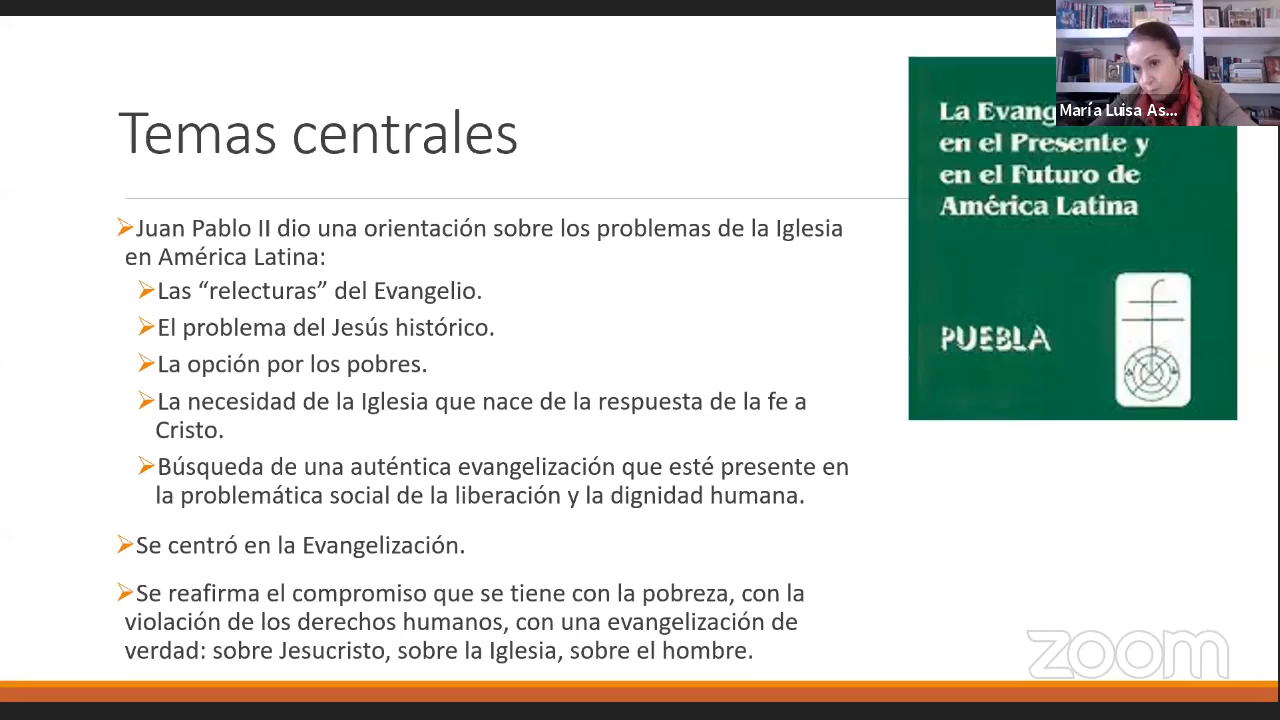 Temas centrales
➢Juan Pablo II dio una orientación sobre los problemas de la Iglesia
en América Latina:
➢Las “relecturas” del Evangelio.
➢El problema del Jesús histórico.
➢La opción por los pobres.
➢La necesidad de la Iglesia que nace de la respuesta de la fe a
Cristo.
➢Búsqueda de una auténtica evangelización que esté presente en
la problemática social de la liberación y la dignidad humana.
➢Se centró en la Evangelización.
➢Se reafirma el compromiso que se tiene con la pobreza, con la
violación de los derechos humanos, con una evangelización de
verdad: sobre Jesucristo, sobre la Iglesia, sobre el hombre.
La Evang
en el Presente y
en el Futuro de
América Latina
PUEBLA
María Luisa As...
zoom